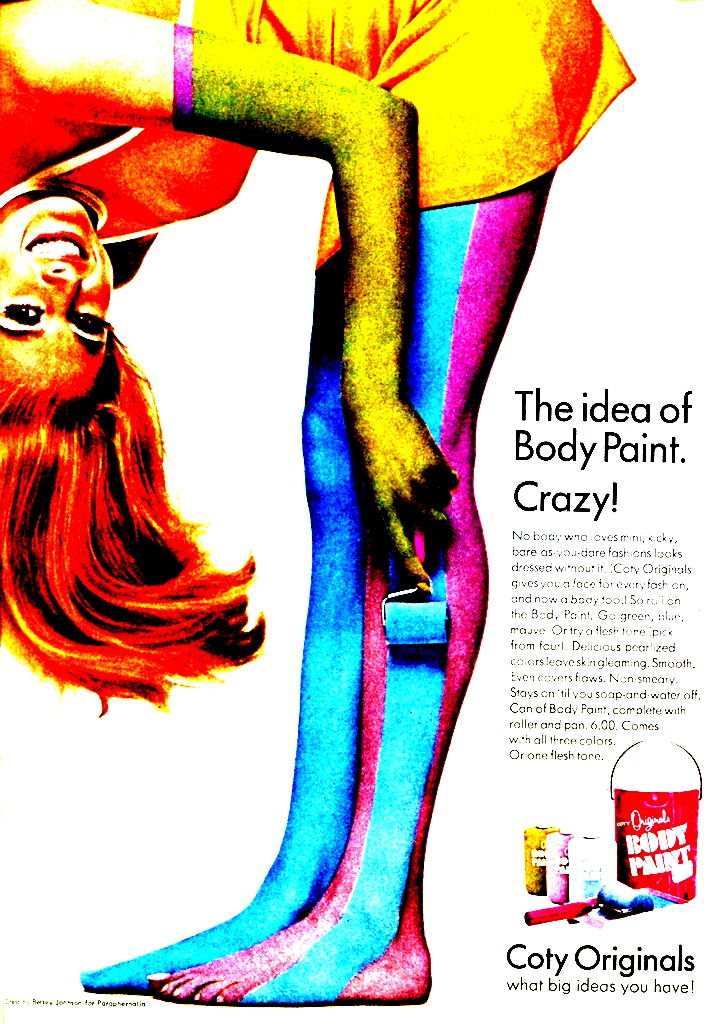 The idea of
Body Paint.
Crazy!
No body who loves mini, kicky,
bare-as-you-dare fashions looks
dressed without it. (Coty Originals
gives you a face for every fashion,
and now a body too.) So roll on
the Body Paint. Go green, blue,
mauve. Or try a flesh tone (pick
from four). Delicious pearlized
colors leave skin gleaming. Smooth.
Even covers flaws. Non-smeary.
Stays on 'til you soap-and-water off.
Can of Body Paint, complete with
roller and pan. 6.00. Comes
with all three colors.
Or one flesh tone.
COTY Originals
BODY
PAINT
Coty Originals
what big ideas you have!
Dress by Betsey Johnson for Paraphernalia